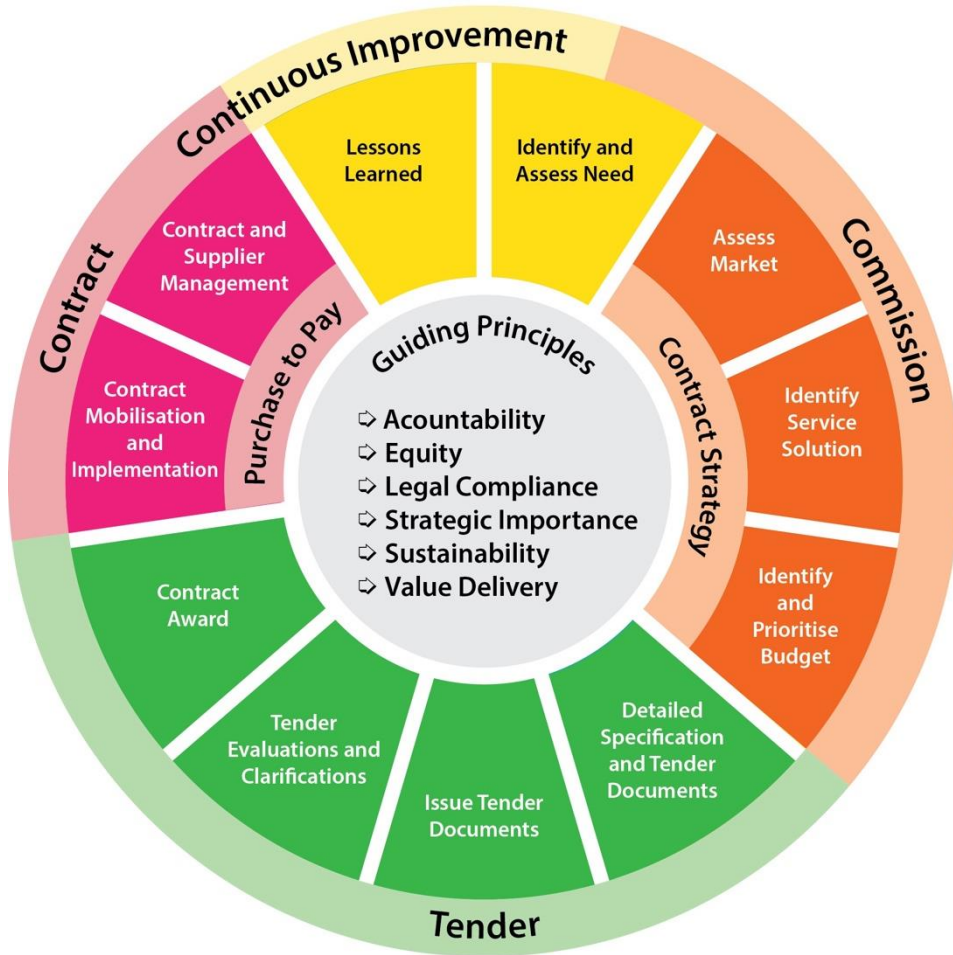 Continuous Improvement
Lessons
Learned
Identify and
Assess Need
Commission
Assess
Market
Identify
Service
Solution
Identify
and
Prioritise
Budget
Contract Strategy
Tender
Detailed
Specification
and Tender
Documents
Issue Tender
Documents
Tender
Evaluations and
Clarifications
Contract
Award
Contract
Contract
Mobilisation
and
Implementation
Contract and
Supplier
Management
Purchase to Pay
Guiding Principles
➩ Acountability
➩ Equity
➩ Legal Compliance
➩ Strategic Importance
➩ Sustainability
➩ Value Delivery